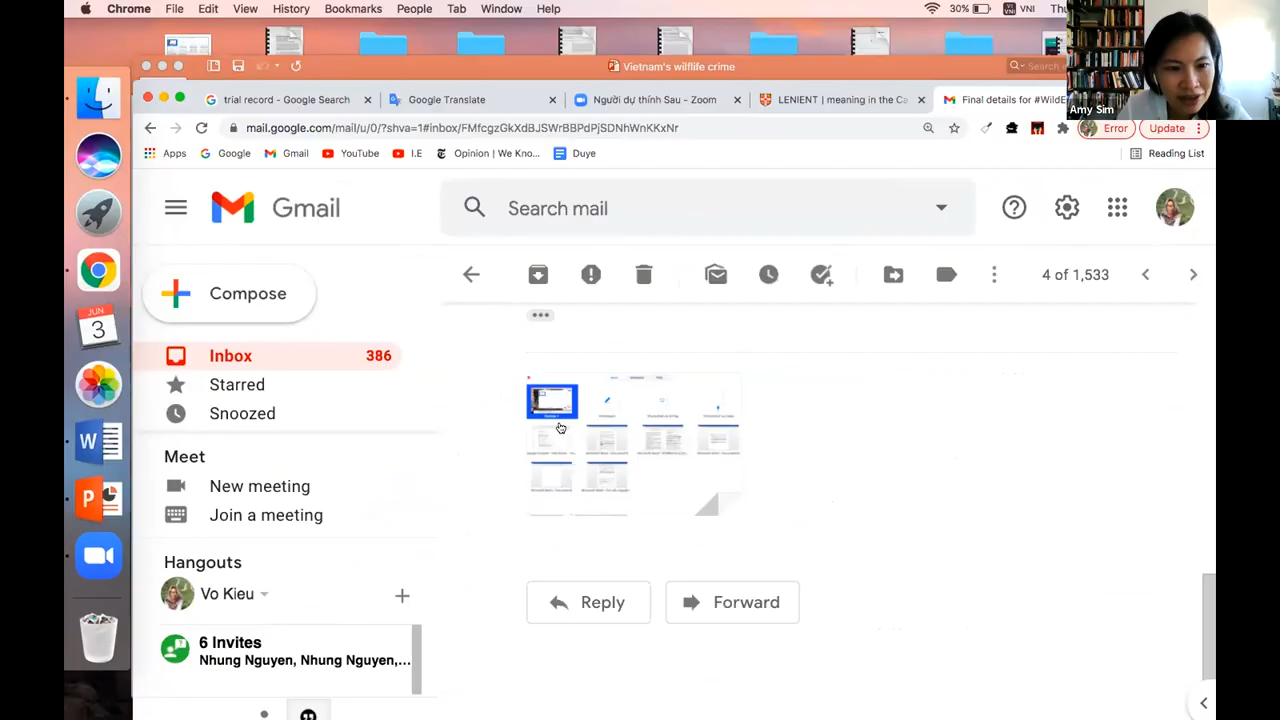 Chrome File Edit View History Bookmarks People Tab Window Help
30% VNI
Vietnam's wiflife crime
Search
trial record - Google Search
Google Translate
Người dự thính Sau - Zoom
LENIENT | meaning in the Ca
Final details for #WildE
Amy Sim
mail.google.com/mail/u/0/?shva=1#inbox/FMfcgzGkXdBJSWrBBPdPjSDNhWnKKxNr
Error
Update
Apps
Google
Gmail
YouTube
I.E
Opinion | We Kno...
Duye
Reading List
Gmail
Search mail
Compose
4 of 1,533
JUN
3
Inbox 386
Starred
Snoozed
Meet
New meeting
Join a meeting
Hangouts
Vo Kieu
6 Invites
Nhung Nguyen, Nhung Nguyen,...
Reply
Forward